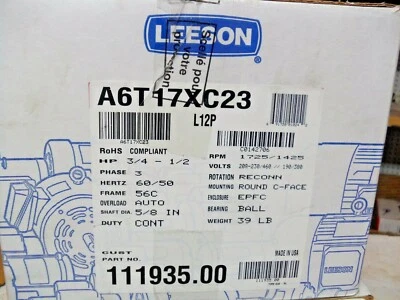 LEESON
Scellé pour
protection
A6T17XC23
L12P
A6T17XC23
C0142706
RoHS COMPLIANT
HP 3/4 - 1/2
RPM 1725/1425
PHASE 3
VOLTS 208-230/460 // 190/380
HERTZ 60/50
ROTATION RECONN
FRAME 56C
MOUNTING ROUND C-FACE
OVERLOAD AUTO
ENCLOSURE EPFC
SHAFT DIA. 5/8 IN
BEARING BALL
DUTY CONT
WEIGHT 39 LB
CUST
PART NO.
MADE IN USA
111935.00